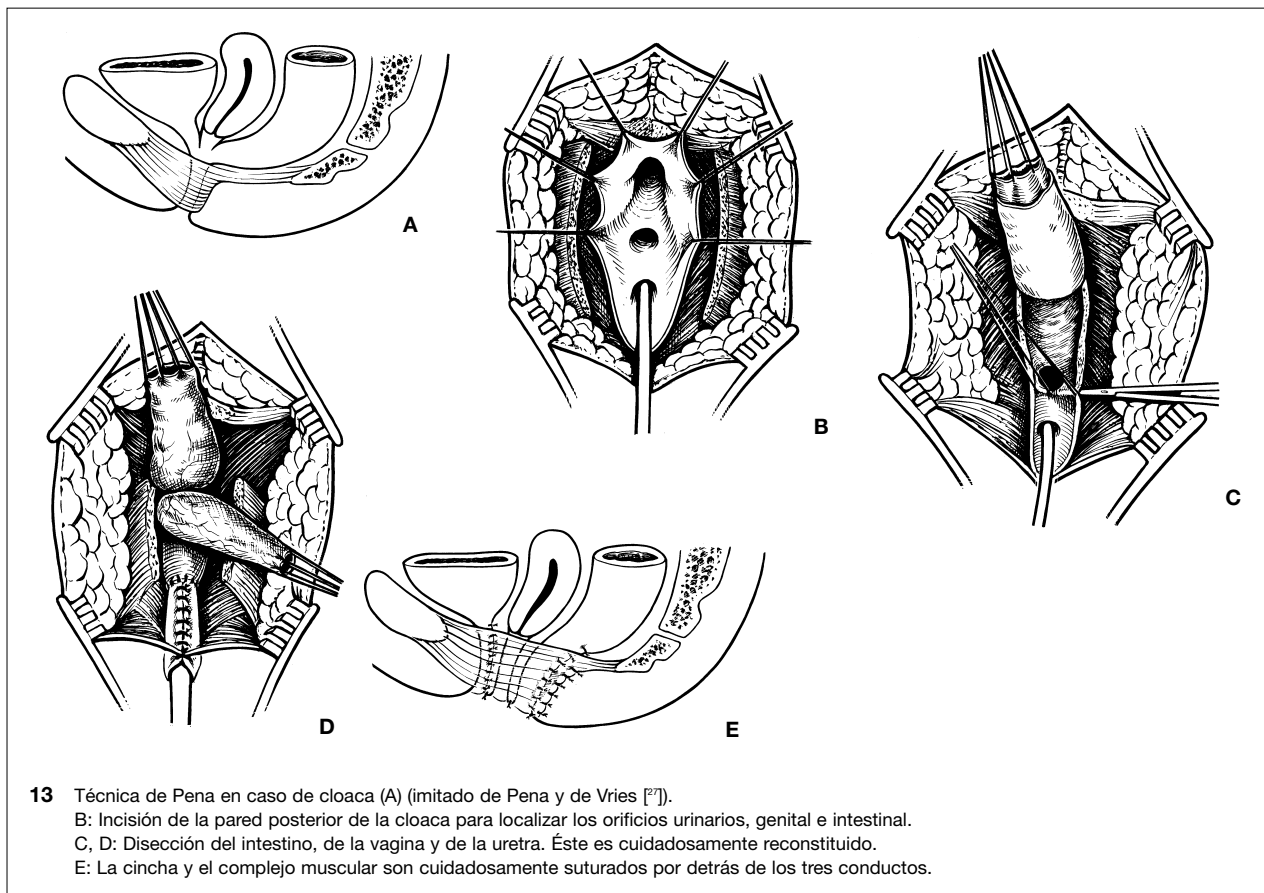 A
B
C
D
E
13 Técnica de Pena en caso de cloaca (A) (imitado de Pena y de Vries [27]).
B: Incisión de la pared posterior de la cloaca para localizar los orificios urinarios, genital e intestinal.
C, D: Disección del intestino, de la vagina y de la uretra. Éste es cuidadosamente reconstituido.
E: La cincha y el complejo muscular son cuidadosamente suturados por detrás de los tres conductos.